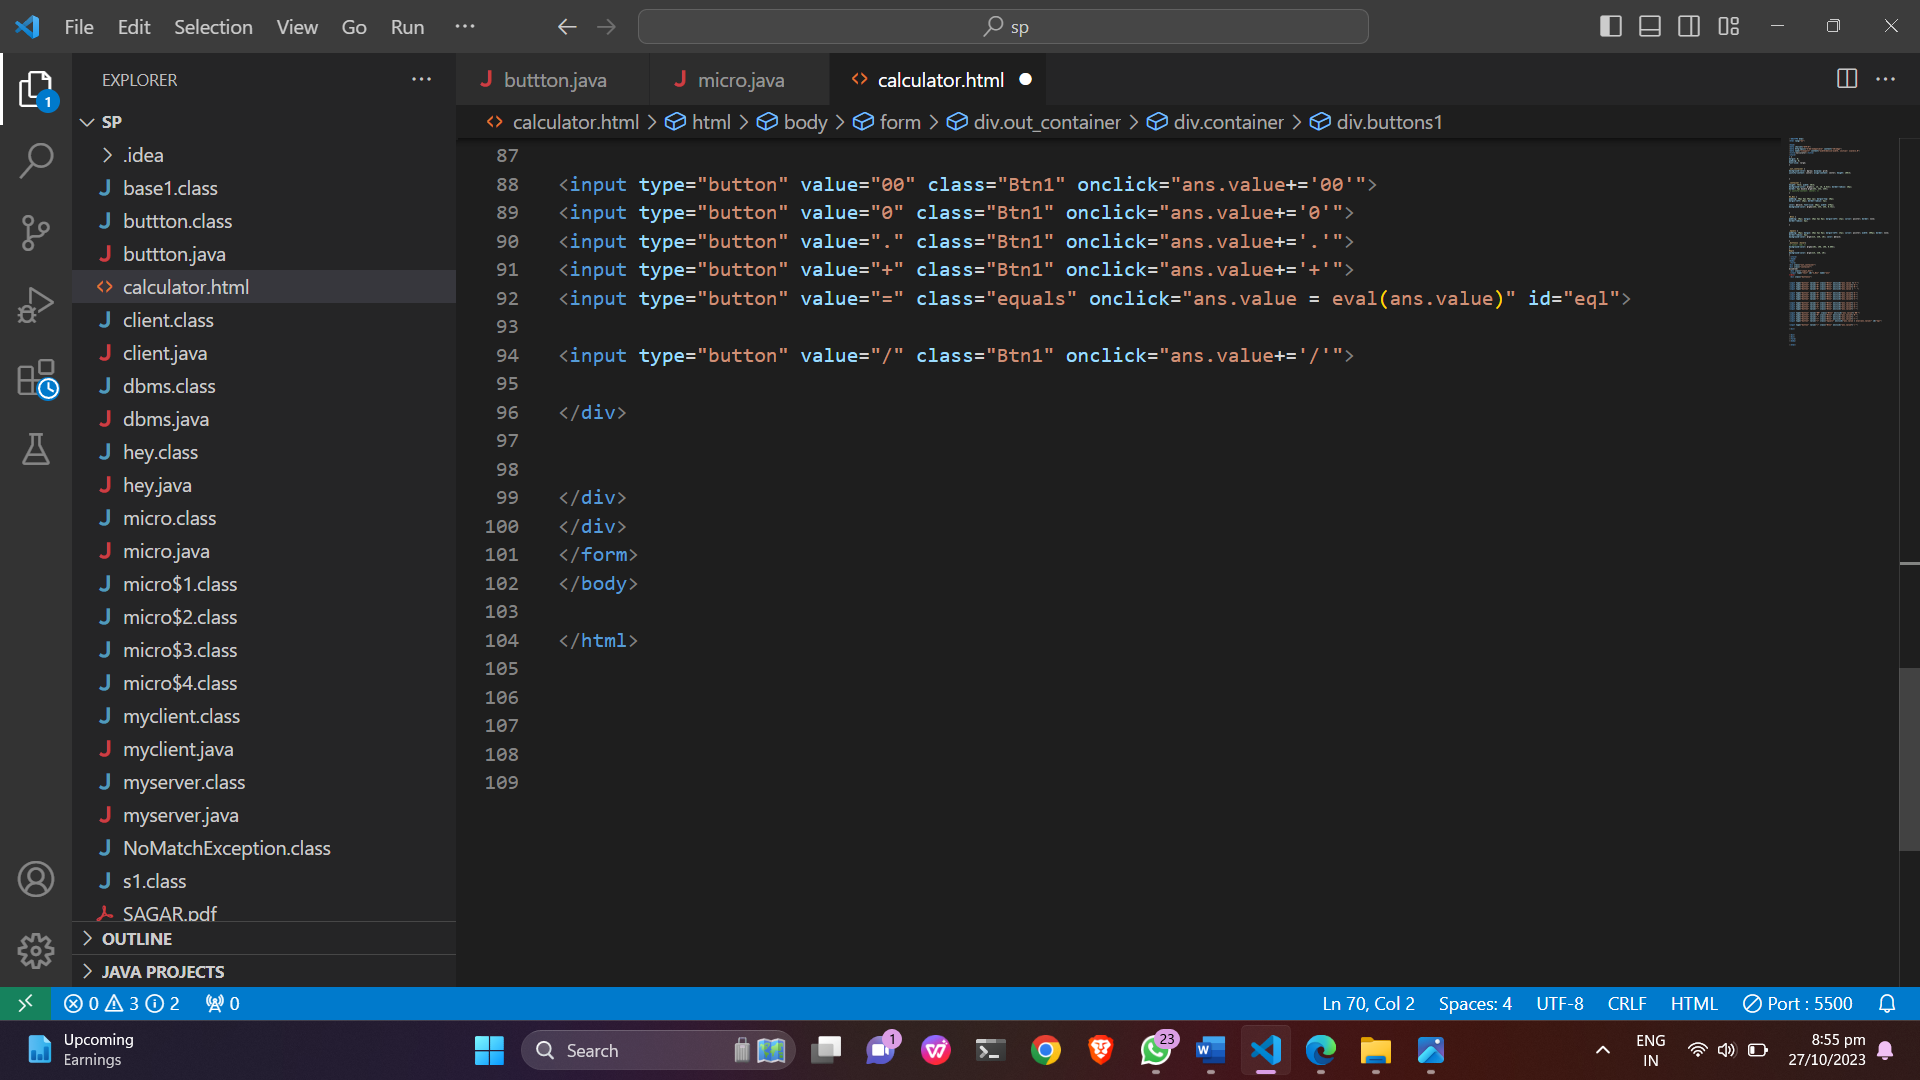 File Edit Selection View Go Run ··· sp
EXPLORER ···
buttton.java micro.java calculator.html
calculator.html > html > body > form > div.out_container > div.container > div.buttons1
1
SP
.idea
base1.class
buttton.class
buttton.java
calculator.html
client.class
client.java
dbms.class
dbms.java
hey.class
hey.java
micro.class
micro.java
micro$1.class
micro$2.class
micro$3.class
micro$4.class
myclient.class
myclient.java
myserver.class
myserver.java
NoMatchException.class
s1.class
SAGAR.pdf
OUTLINE
JAVA PROJECTS
87
88 <input type="button" value="00" class="Btn1" onclick="ans.value+='00'">
89 <input type="button" value="0" class="Btn1" onclick="ans.value+='0'">
90 <input type="button" value="." class="Btn1" onclick="ans.value+='.'">
91 <input type="button" value="+" class="Btn1" onclick="ans.value+='+'">
92 <input type="button" value="=" class="equals" onclick="ans.value = eval(ans.value)" id="eql">
93
94 <input type="button" value="/" class="Btn1" onclick="ans.value+='/'">
95
96 </div>
97
98
99 </div>
100 </div>
101 </form>
102 </body>
103
104 </html>
105
106
107
108
109
0 3 2 0 Ln 70, Col 2 Spaces: 4 UTF-8 CRLF HTML Port : 5500
Upcoming
Earnings
Search
1
23
ENG
IN
8:55 pm
27/10/2023